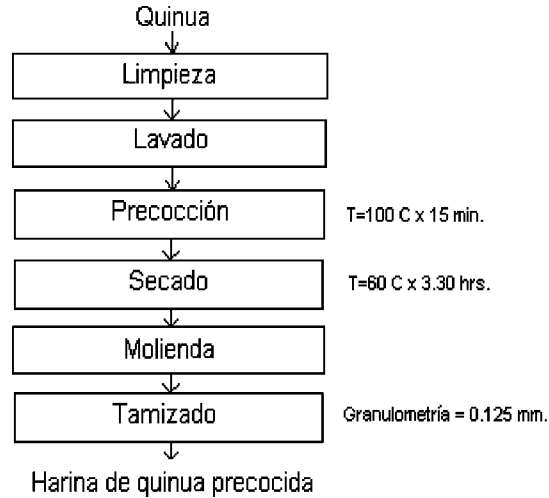 Quinua
Limpieza
Lavado
Precocción T=100 C x 15 min.
Secado T=60 C x 3.30 hrs.
Molienda
Tamizado Granulometría = 0.125 mm.
Harina de quinua precocida